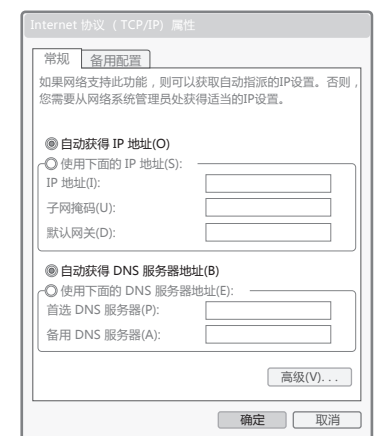 Internet 协议 （TCP/IP) 属性
常规 备用配置
如果网络支持此功能，则可以获取自动指派的IP设置。否则，
您需要从网络系统管理员处获得适当的IP设置。
自动获得 IP 地址(O)
使用下面的 IP 地址(S):
IP 地址(I):
子网掩码(U):
默认网关(D):
自动获得 DNS 服务器地址(B)
使用下面的 DNS 服务器地址(E):
首选 DNS 服务器(P):
备用 DNS 服务器(A):
高级(V). . .
确定 取消